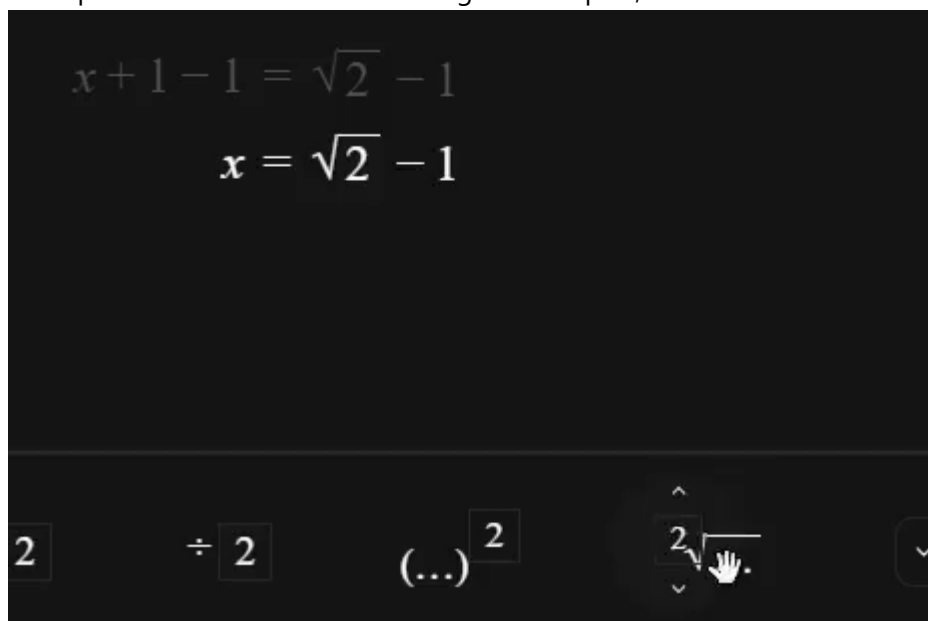 x + 1 − 1 = √2 − 1
x = √2 − 1
2 ÷ 2 (...)² ²√.